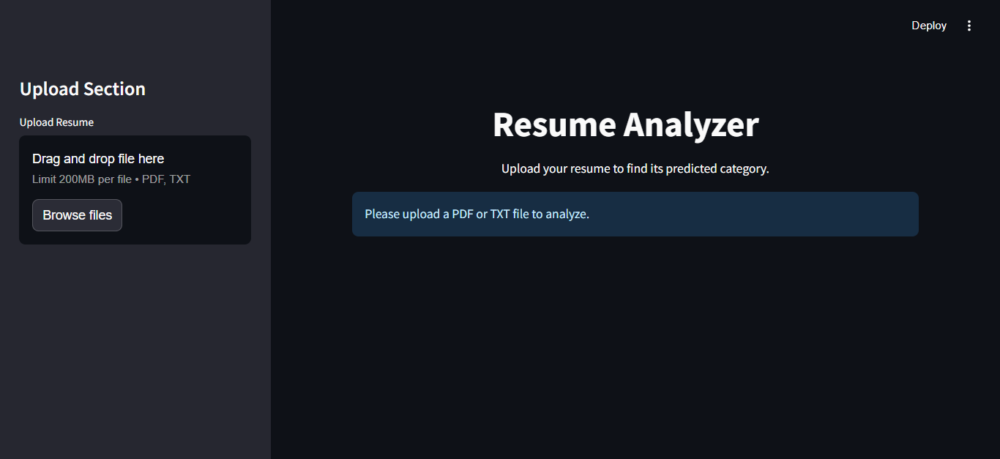 Deploy
Upload Section
Upload Resume
Drag and drop file here
Limit 200MB per file • PDF, TXT
Browse files
Resume Analyzer
Upload your resume to find its predicted category.
Please upload a PDF or TXT file to analyze.